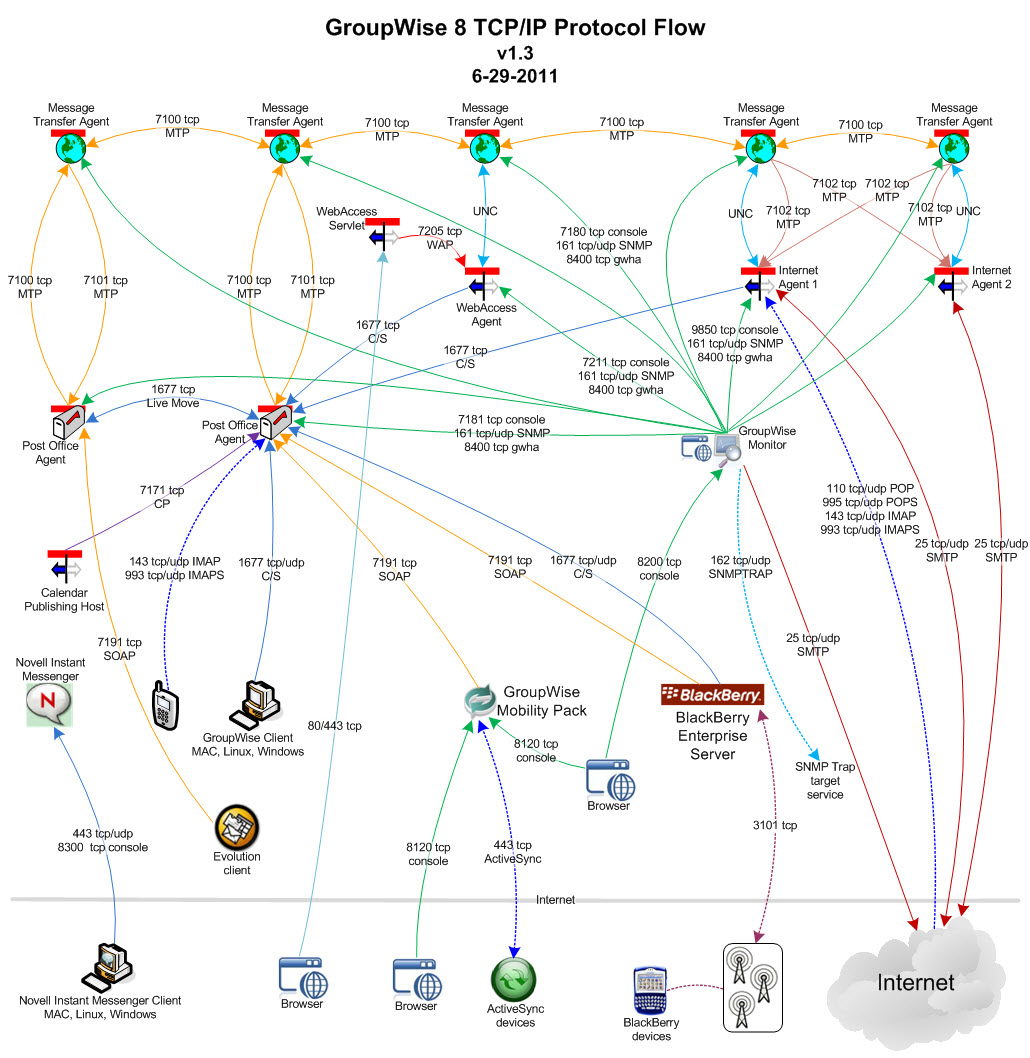 GroupWise 8 TCP/IP Protocol Flow
v1.3
6-29-2011
Message
Transfer Agent
Message
Transfer Agent
Message
Transfer Agent
Message
Transfer Agent
Message
Transfer Agent
7100 tcp
MTP
7100 tcp
MTP
7100 tcp
MTP
7100 tcp
MTP
7102 tcp
MTP
7102 tcp
MTP
7102 tcp
MTP
7102 tcp
MTP
UNC
UNC
UNC
WebAccess
Servlet
7205 tcp
WAP
7180 tcp console
161 tcp/udp SNMP
8400 tcp gwha
7100 tcp
MTP
7101 tcp
MTP
7100 tcp
MTP
7101 tcp
MTP
WebAccess
Agent
Internet
Agent 1
Internet
Agent 2
1677 tcp
C/S
1677 tcp
C/S
9850 tcp console
161 tcp/udp SNMP
8400 tcp gwha
7211 tcp console
161 tcp/udp SNMP
8400 tcp gwha
1677 tcp
Live Move
7181 tcp console
161 tcp/udp SNMP
8400 tcp gwha
Post Office
Agent
Post Office
Agent
GroupWise
Monitor
7171 tcp
CP
110 tcp/udp POP
995 tcp/udp POPS
143 tcp/udp IMAP
993 tcp/udp IMAPS
25 tcp/udp
SMTP
25 tcp/udp
SMTP
Calendar
Publishing Host
143 tcp/udp IMAP
993 tcp/udp IMAPS
1677 tcp/udp
C/S
7191 tcp
SOAP
7191 tcp
SOAP
1677 tcp/udp
C/S
8200 tcp
console
162 tcp/udp
SNMPTRAP
7191 tcp
SOAP
25 tcp/udp
SMTP
Novell Instant
Messenger
N
GroupWise Client
MAC, Linux, Windows
80/443 tcp
GroupWise
Mobility Pack
BlackBerry.
BlackBerry
Enterprise
Server
8120 tcp
console
Browser
SNMP Trap
target
service
443 tcp/udp
8300 tcp console
Evolution
client
8120 tcp
console
443 tcp
ActiveSync
3101 tcp
Internet
Novell Instant Messenger Client
MAC, Linux, Windows
Browser
Browser
ActiveSync
devices
BlackBerry
devices
Internet